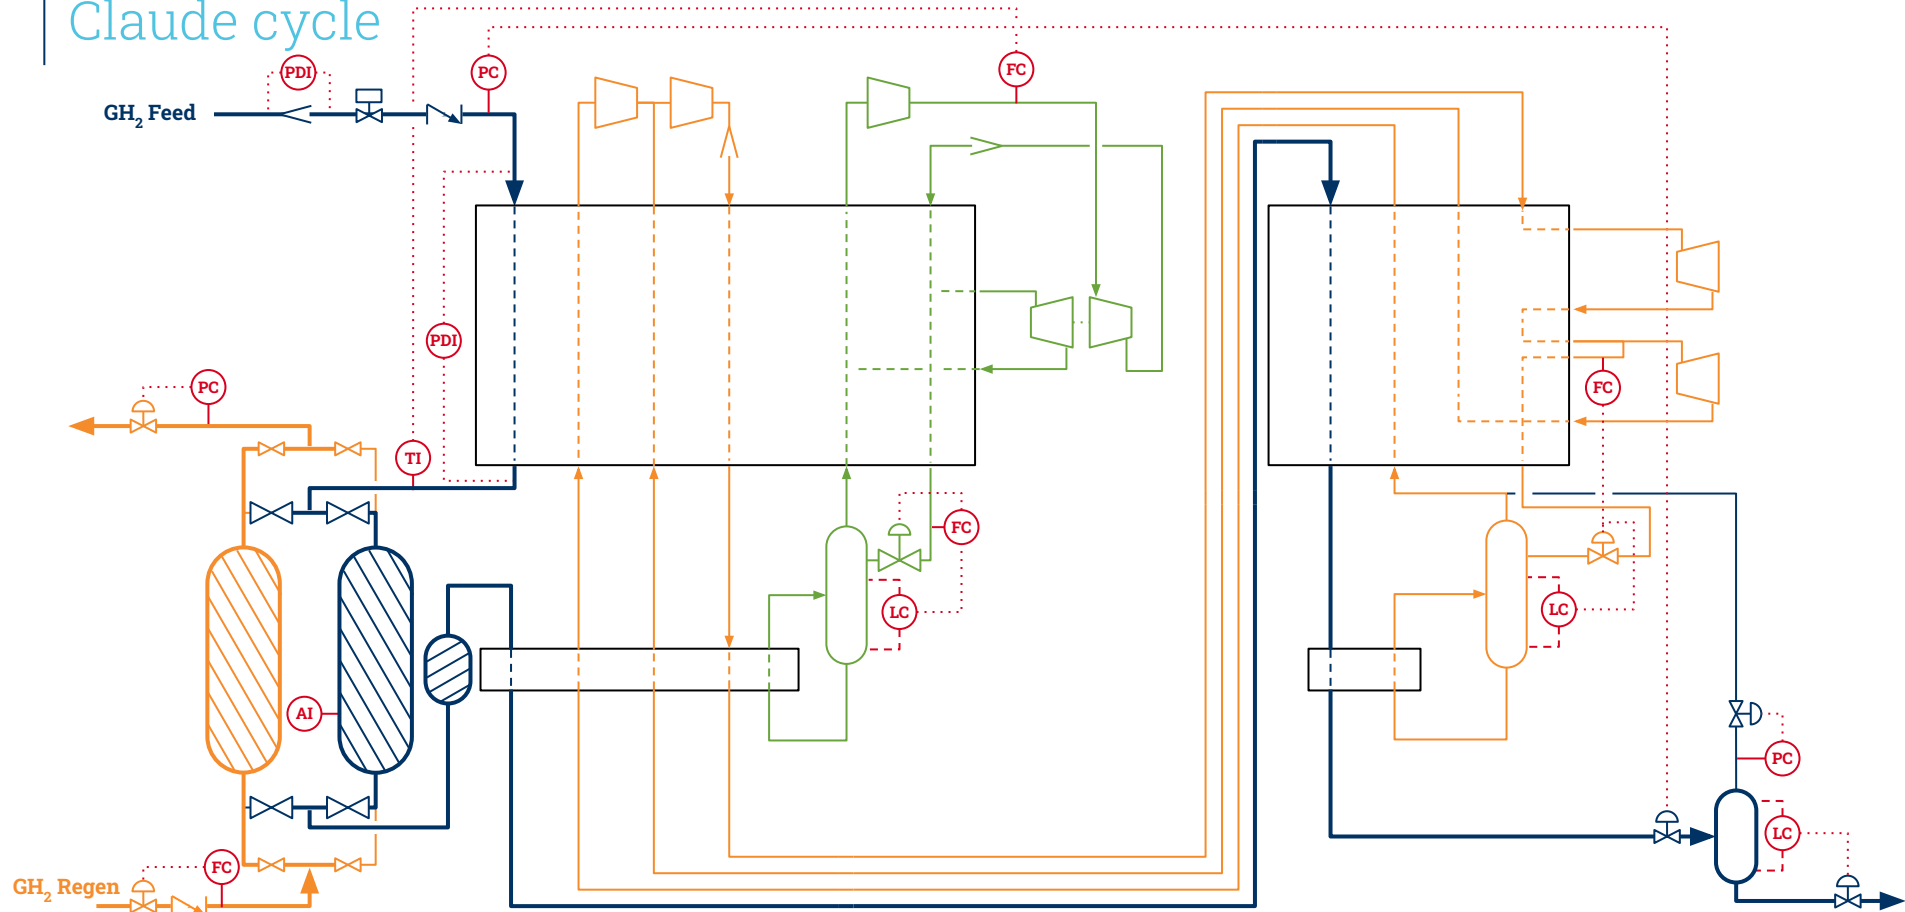 Claude cycle
PDI
PC
FC
GH2 Feed
PDI
PC
FC
TI
FC
LC
LC
AI
PC
LC
FC
GH2 Regen